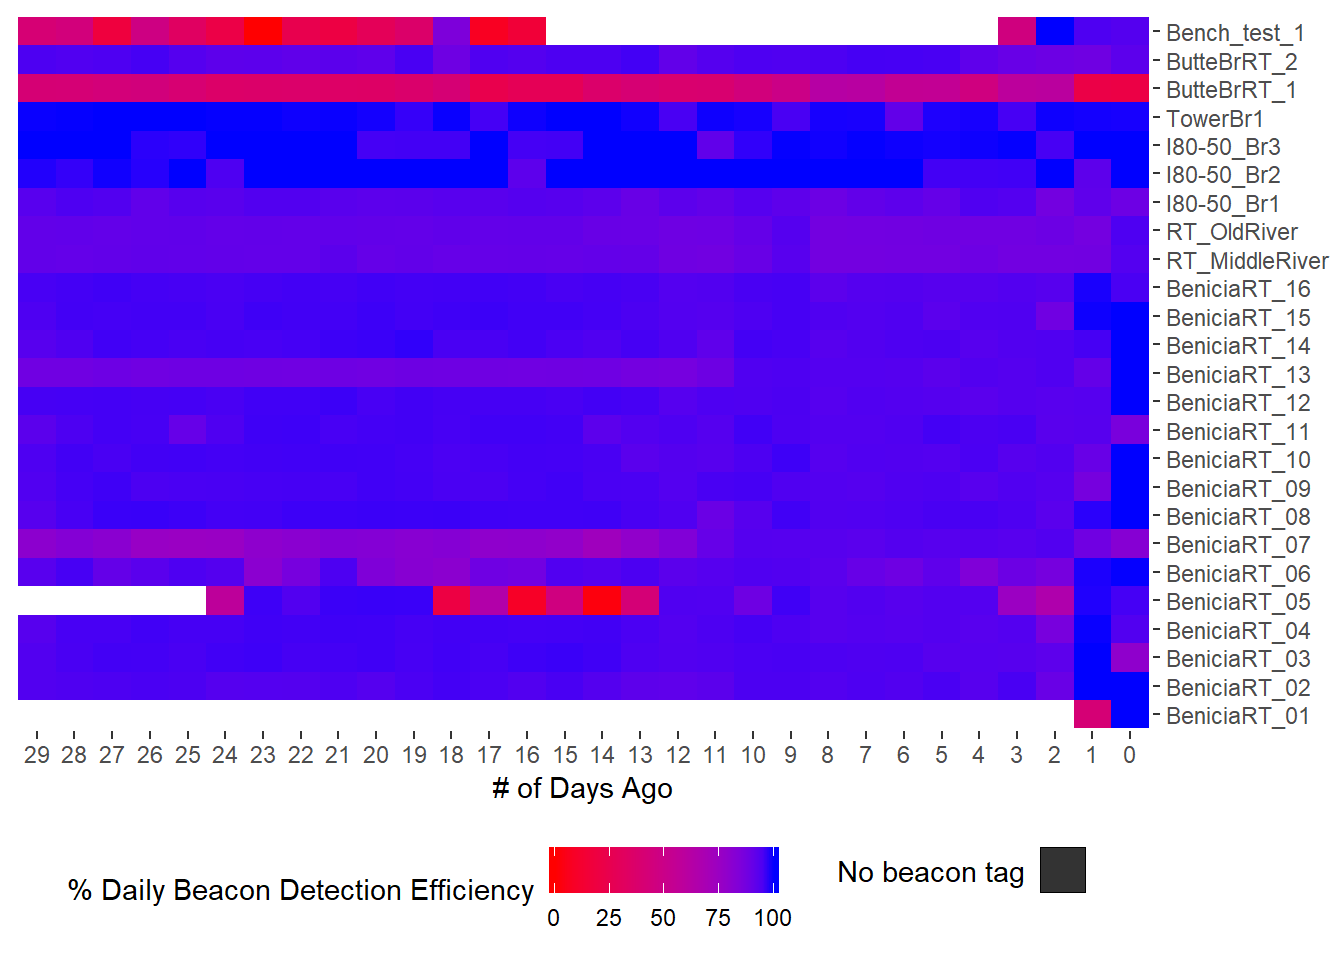 Bench_test_1
ButteBrRT_2
ButteBrRT_1
TowerBr1
I80-50_Br3
I80-50_Br2
I80-50_Br1
RT_OldRiver
RT_MiddleRiver
BeniciaRT_16
BeniciaRT_15
BeniciaRT_14
BeniciaRT_13
BeniciaRT_12
BeniciaRT_11
BeniciaRT_10
BeniciaRT_09
BeniciaRT_08
BeniciaRT_07
BeniciaRT_06
BeniciaRT_05
BeniciaRT_04
BeniciaRT_03
BeniciaRT_02
BeniciaRT_01
29 28 27 26 25 24 23 22 21 20 19 18 17 16 15 14 13 12 11 10 9 8 7 6 5 4 3 2 1 0
# of Days Ago
% Daily Beacon Detection Efficiency
0 25 50 75 100
No beacon tag